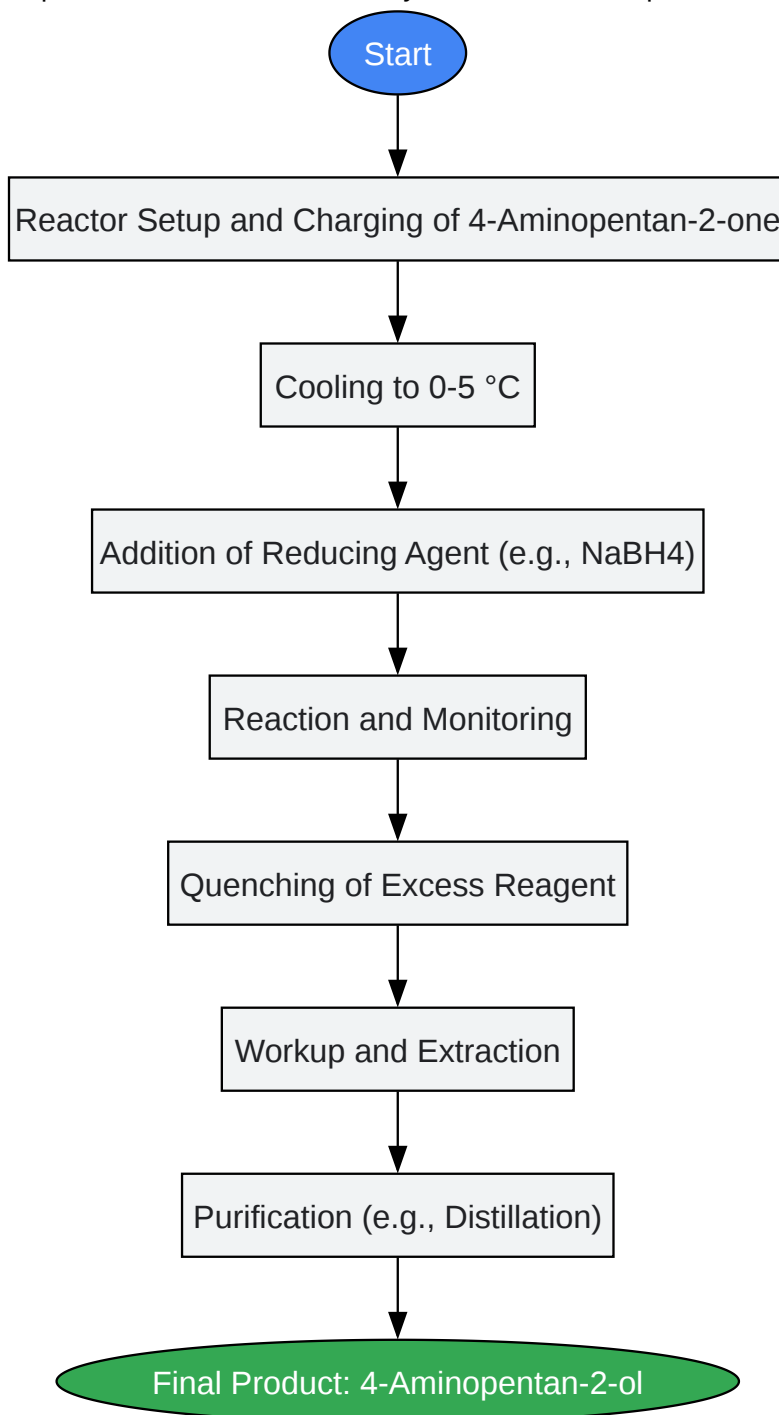 Start
Reactor Setup and Charging of 4-Aminopentan-2-one
Cooling to 0-5 °C
Addition of Reducing Agent (e.g., NaBH4)
Reaction and Monitoring
Quenching of Excess Reagent
Workup and Extraction
Purification (e.g., Distillation)
Final Product: 4-Aminopentan-2-ol